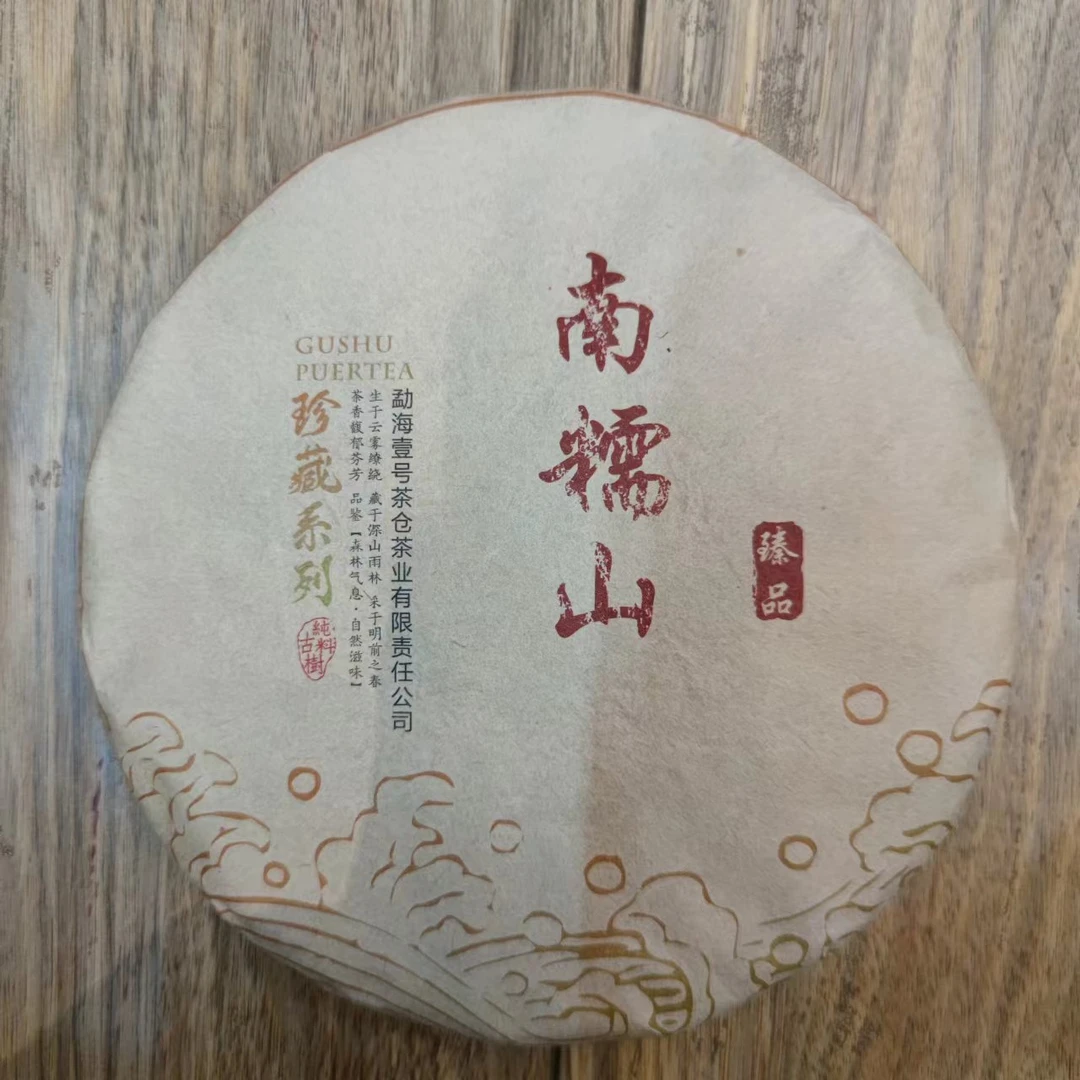 南糯山
臻品
GUSHU
PUERTEA
勐海壹号茶仓茶业有限责任公司
生于云雾缭绕 藏于深山雨林 采于明前之春
茶香馥郁芬芳 品鉴【森林气息·自然滋味】
珍藏系列
純料
古樹